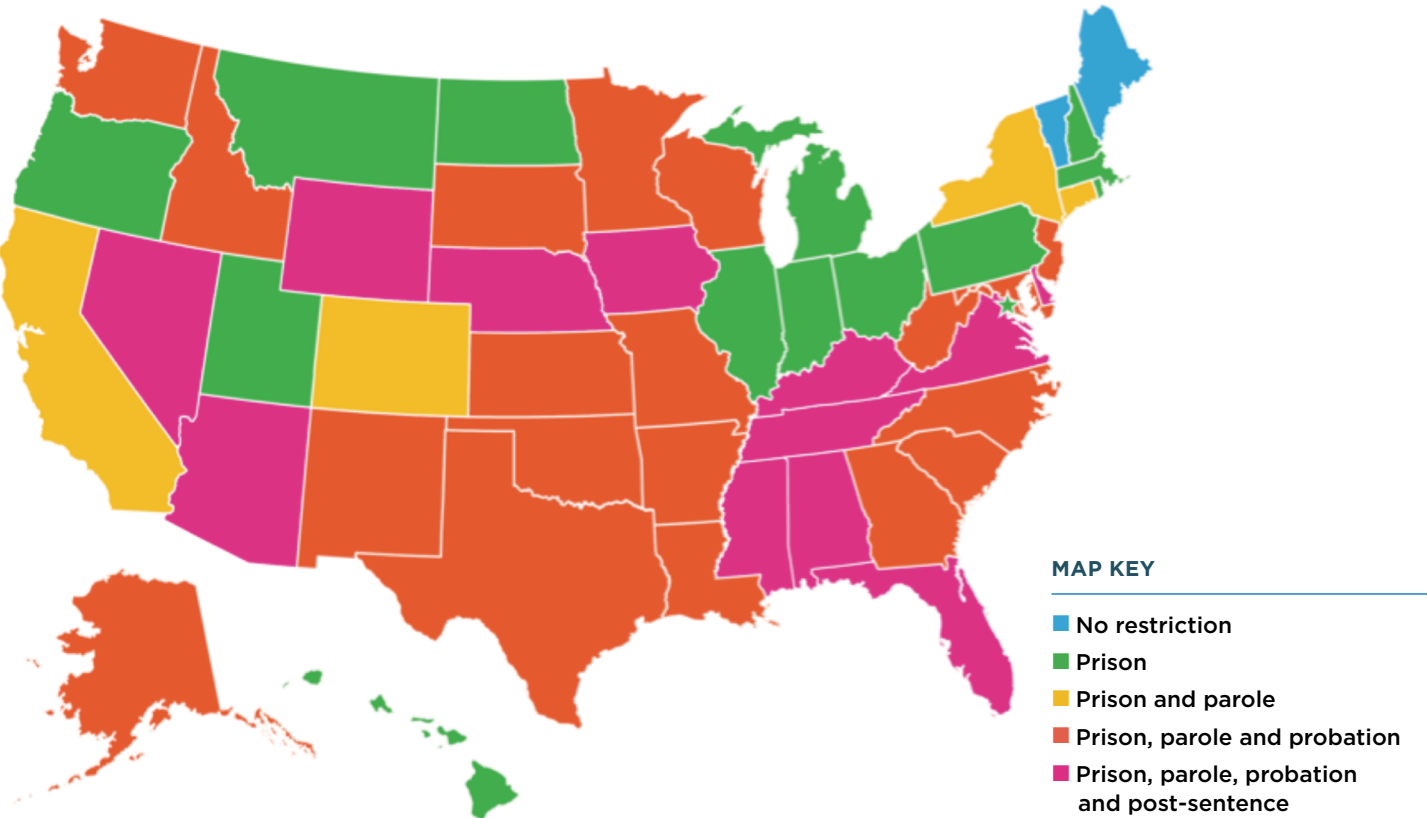 MAP KEY
No restriction
Prison
Prison and parole
Prison, parole and probation
Prison, parole, probation
and post-sentence